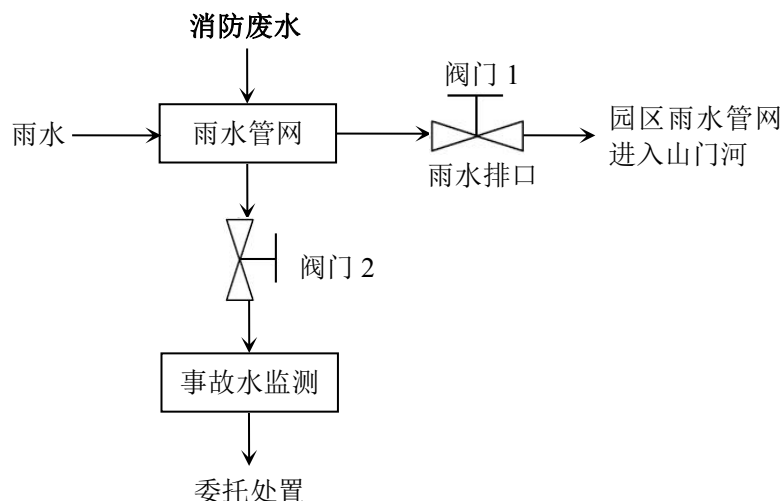 消防废水
阀门 1
雨水
雨水管网
园区雨水管网
进入山门河
雨水排口
阀门 2
事故水监测
委托处置